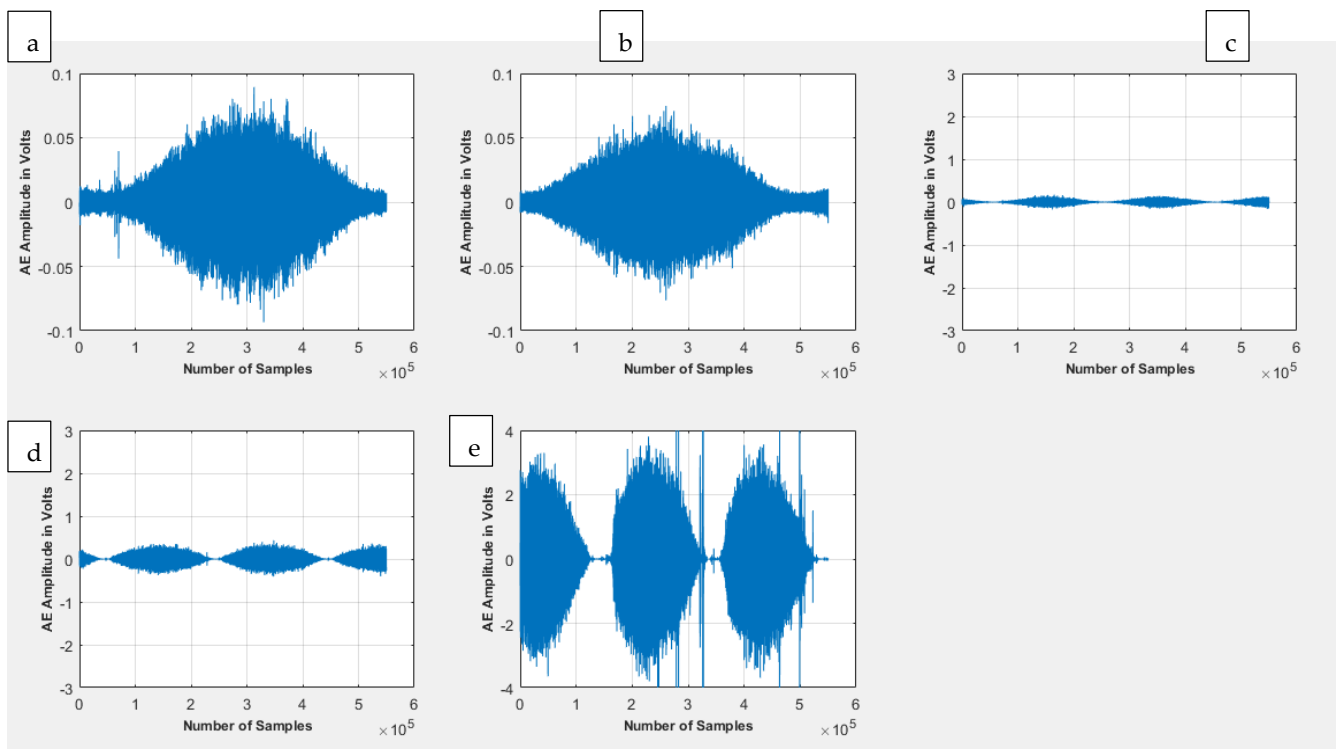 a
b
c
0.1
0.05
0
-0.05
-0.1
AE Amplitude in Volts
0 1 2 3 4 5 6
Number of Samples
×10^5
0.1
0.05
0
-0.05
-0.1
AE Amplitude in Volts
0 1 2 3 4 5 6
Number of Samples
×10^5
3
2
1
0
-1
-2
-3
AE Amplitude in Volts
0 1 2 3 4 5 6
Number of Samples
×10^5
d
e
3
2
1
0
-1
-2
-3
AE Amplitude in Volts
0 1 2 3 4 5 6
Number of Samples
×10^5
4
2
0
-2
-4
AE Amplitude in Volts
0 1 2 3 4 5 6
Number of Samples
×10^5